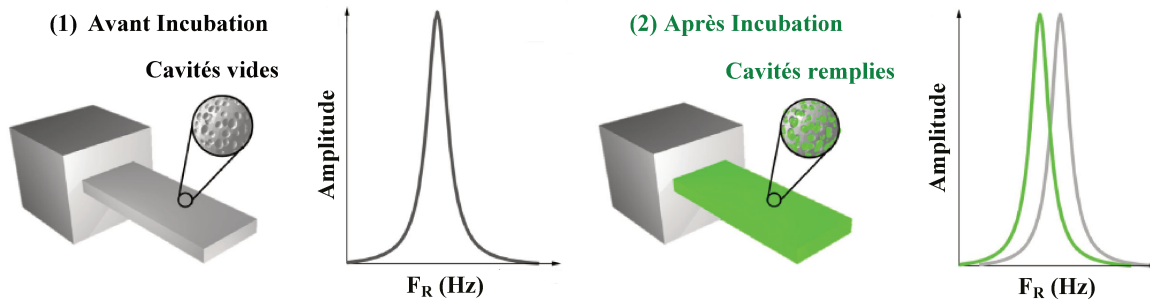 (1) Avant Incubation
Cavités vides
Amplitude
F_R (Hz)
(2) Après Incubation
Cavités remplies
Amplitude
F_R (Hz)